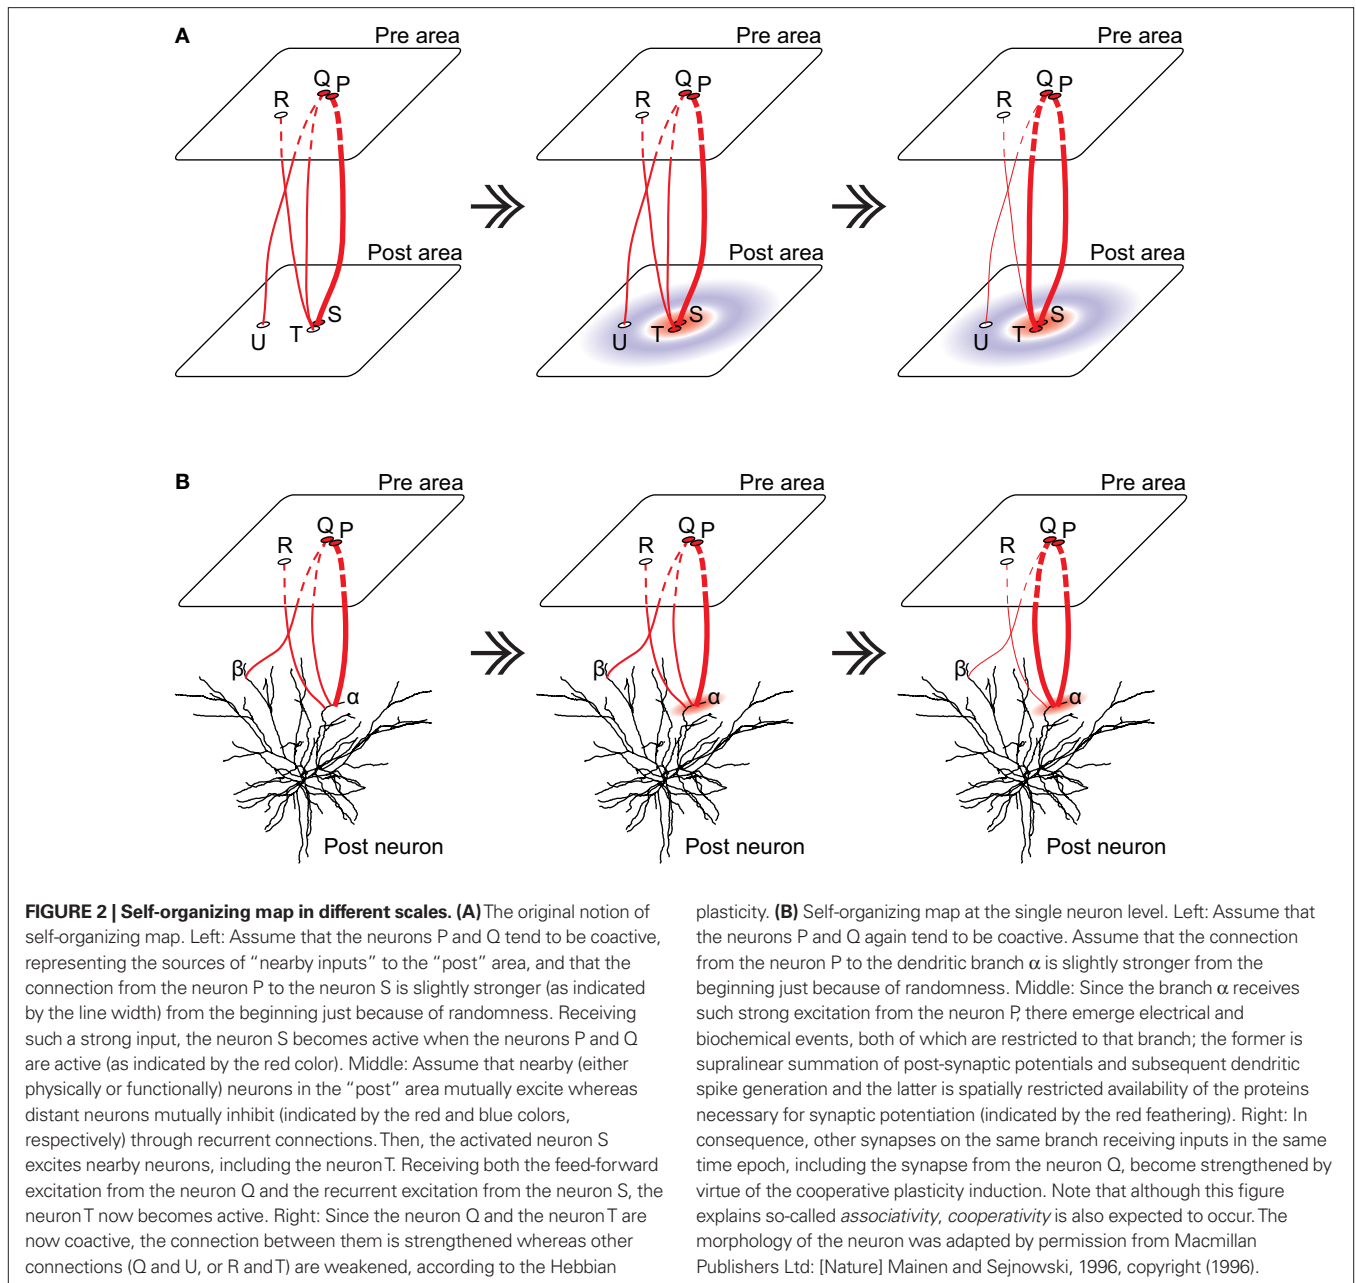 A
Pre area
Pre area
Pre area
Q P
Q P
Q P
R
R
R
Post area
Post area
Post area
S
S
S
T
T
T
U
U
U
B
Pre area
Pre area
Pre area
Q P
Q P
Q P
R
R
R
β
β
β
α
α
α
Post neuron
Post neuron
Post neuron
FIGURE 2 | Self-organizing map in different scales. (A) The original notion of
self-organizing map. Left: Assume that the neurons P and Q tend to be coactive,
representing the sources of “nearby inputs” to the “post” area, and that the
connection from the neuron P to the neuron S is slightly stronger (as indicated
by the line width) from the beginning just because of randomness. Receiving
such a strong input, the neuron S becomes active when the neurons P and Q
are active (as indicated by the red color). Middle: Assume that nearby (either
physically or functionally) neurons in the “post” area mutually excite whereas
distant neurons mutually inhibit (indicated by the red and blue colors,
respectively) through recurrent connections. Then, the activated neuron S
excites nearby neurons, including the neuron T. Receiving both the feed-forward
excitation from the neuron Q and the recurrent excitation from the neuron S, the
neuron T now becomes active. Right: Since the neuron Q and the neuron T are
now coactive, the connection between them is strengthened whereas other
connections (Q and U, or R and T) are weakened, according to the Hebbian
plasticity. (B) Self-organizing map at the single neuron level. Left: Assume that
the neurons P and Q again tend to be coactive. Assume that the connection
from the neuron P to the dendritic branch α is slightly stronger from the
beginning just because of randomness. Middle: Since the branch α receives
such strong excitation from the neuron P, there emerge electrical and
biochemical events, both of which are restricted to that branch; the former is
supralinear summation of post-synaptic potentials and subsequent dendritic
spike generation and the latter is spatially restricted availability of the proteins
necessary for synaptic potentiation (indicated by the red feathering). Right: In
consequence, other synapses on the same branch receiving inputs in the same
time epoch, including the synapse from the neuron Q, become strengthened by
virtue of the cooperative plasticity induction. Note that although this figure
explains so-called associativity, cooperativity is also expected to occur. The
morphology of the neuron was adapted by permission from Macmillan
Publishers Ltd: [Nature] Mainen and Sejnowski, 1996, copyright (1996).